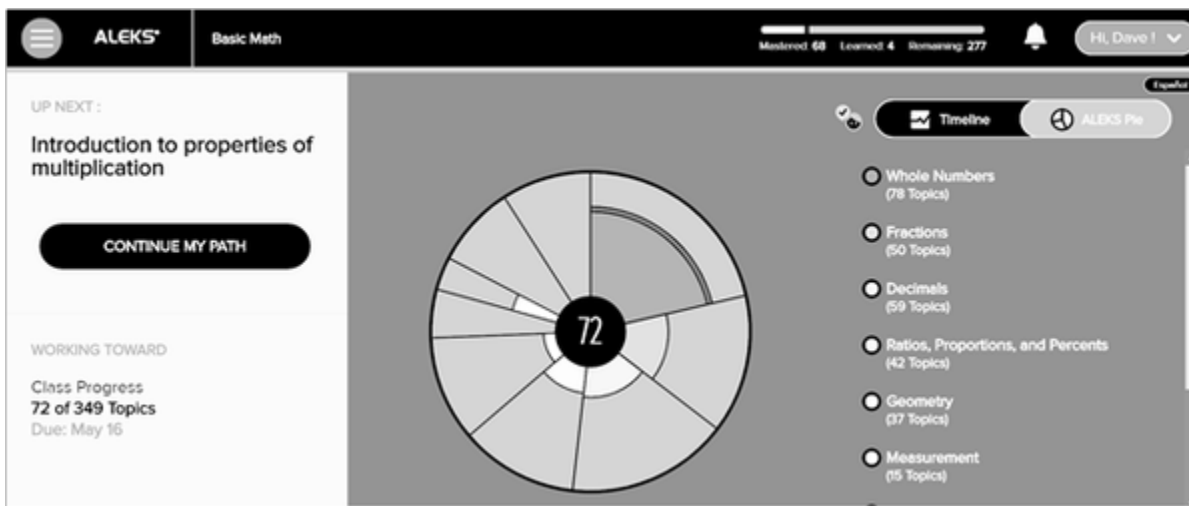 ALEKS®
Basic Math
Mastered: 68 Learned: 4 Remaining: 277
Hi, Dave !
Español
UP NEXT :
Introduction to properties of
multiplication
CONTINUE MY PATH
WORKING TOWARD
Class Progress
72 of 349 Topics
Due: May 16
72
Timeline
ALEKS Pie
Whole Numbers
(78 Topics)
Fractions
(50 Topics)
Decimals
(59 Topics)
Ratios, Proportions, and Percents
(42 Topics)
Geometry
(37 Topics)
Measurement
(15 Topics)